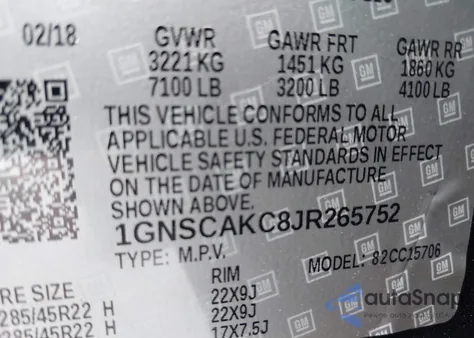 02/18 GVWR GAWR FRT GAWR RR
3221 KG 1451 KG 1860 KG
7100 LB 3200 LB 4100 LB
THIS VEHICLE CONFORMS TO ALL
APPLICABLE U.S. FEDERAL MOTOR
VEHICLE SAFETY STANDARDS IN EFFECT
ON THE DATE OF MANUFACTURE
SHOWN ABOVE.
1GNSCAKC8JR265752
TYPE: M.P.V. MODEL: 82CC15706
RE SIZE RIM
285/45R22 H 22X9J
285/45R22 H 22X9J
17X7.5J
GM
autaSnap